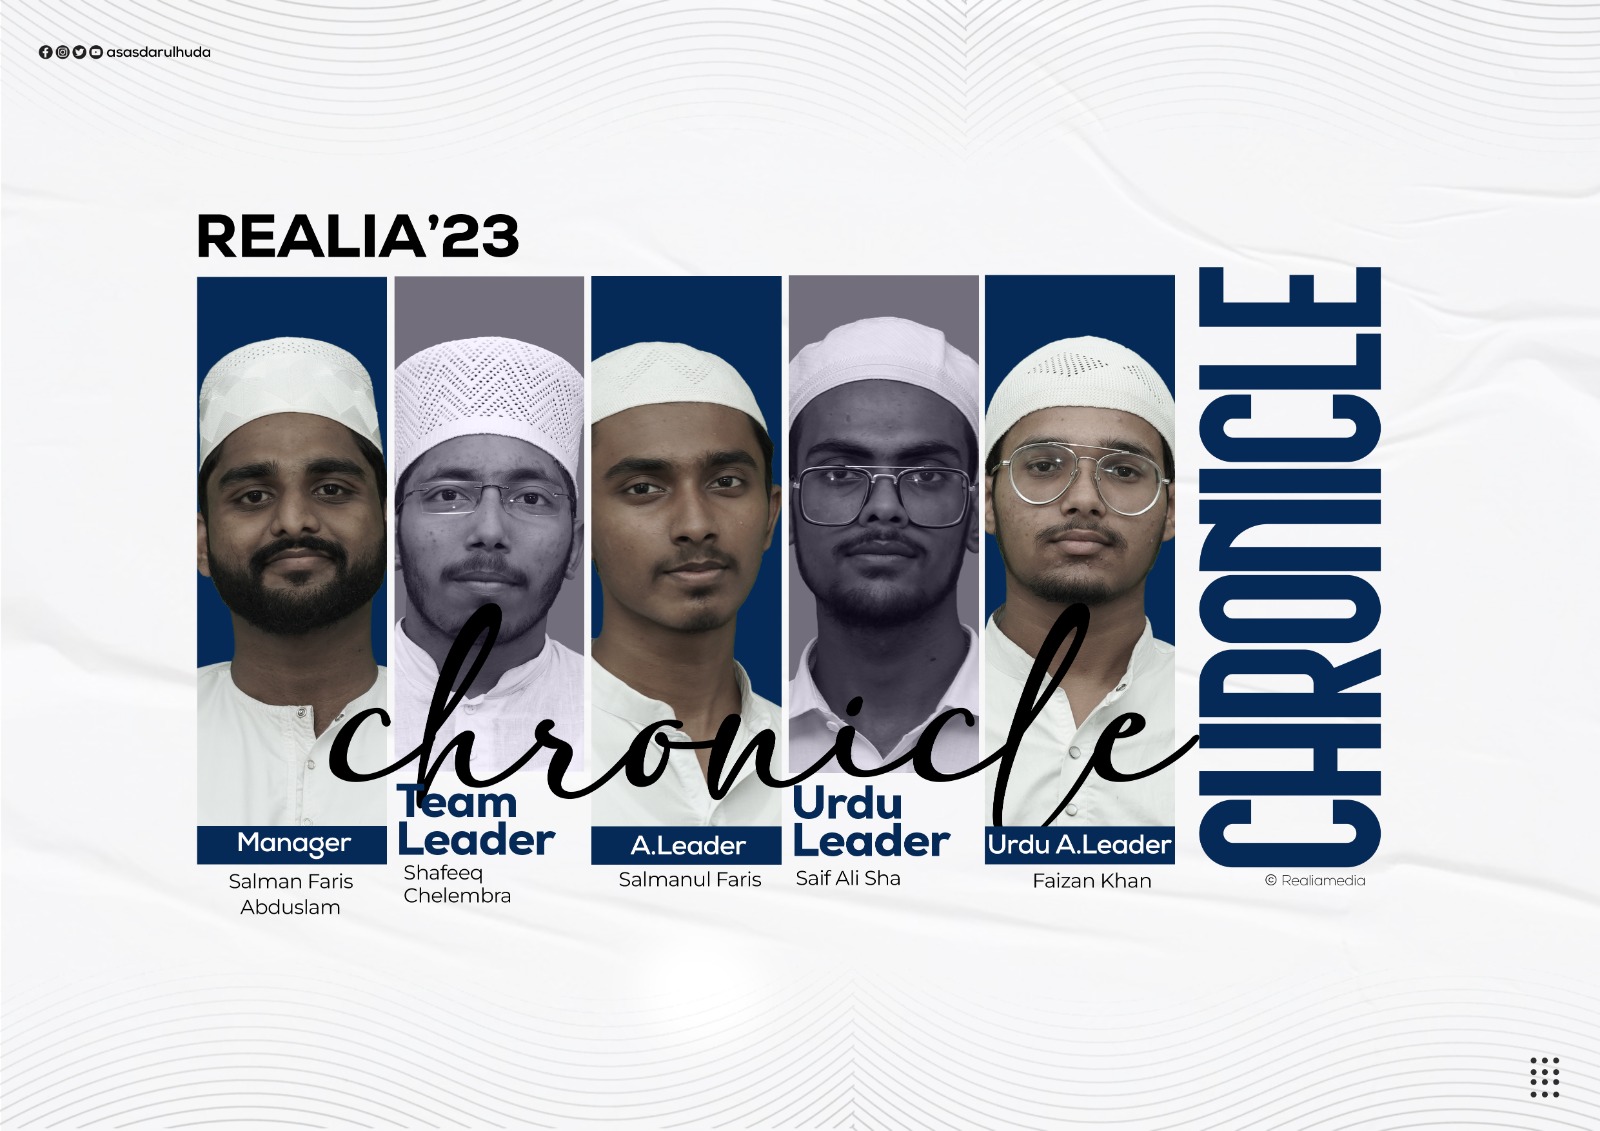 asasdarulhuda
REALIA’23
CHRONICLE
chronicle
Manager
Salman Faris
Abduslam
Team
Leader
Shafeeq
Chelembra
A.Leader
Salmanul Faris
Urdu
Leader
Saif Ali Sha
Urdu A.Leader
Faizan Khan
© Realiamedia